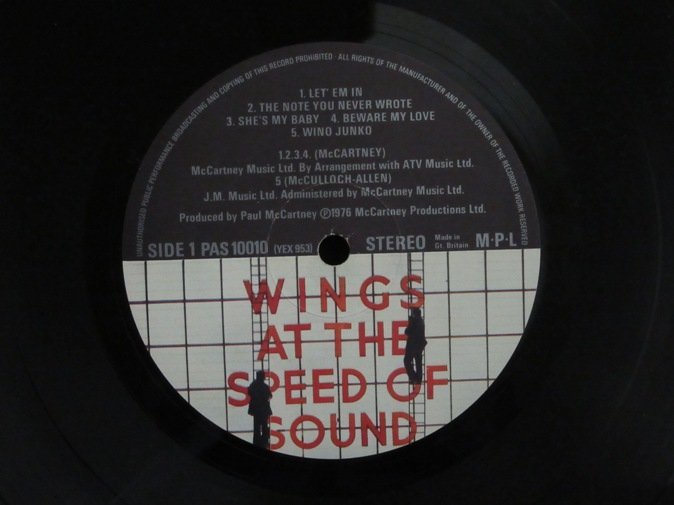 UNAUTHORISED PUBLIC PERFORMANCE BROADCASTING AND COPYING OF THIS RECORD PROHIBITED · ALL RIGHTS OF THE MANUFACTURER AND OF THE OWNER OF THE RECORDED WORK RESERVED
1. LET' EM IN
2. THE NOTE YOU NEVER WROTE
3. SHE'S MY BABY 4. BEWARE MY LOVE
5. WINO JUNKO
1.2.3.4. (McCARTNEY)
McCartney Music Ltd. By Arrangement with ATV Music Ltd.
5 (McCULLOCH-ALLEN)
J.M. Music Ltd. Administered by McCartney Music Ltd.
Produced by Paul McCartney ℗1976 McCartney Productions Ltd.
SIDE 1 PAS 10010 (YEX 953) STEREO Made in Gt. Britain M·P·L
WINGS
AT THE
SPEED OF
SOUND